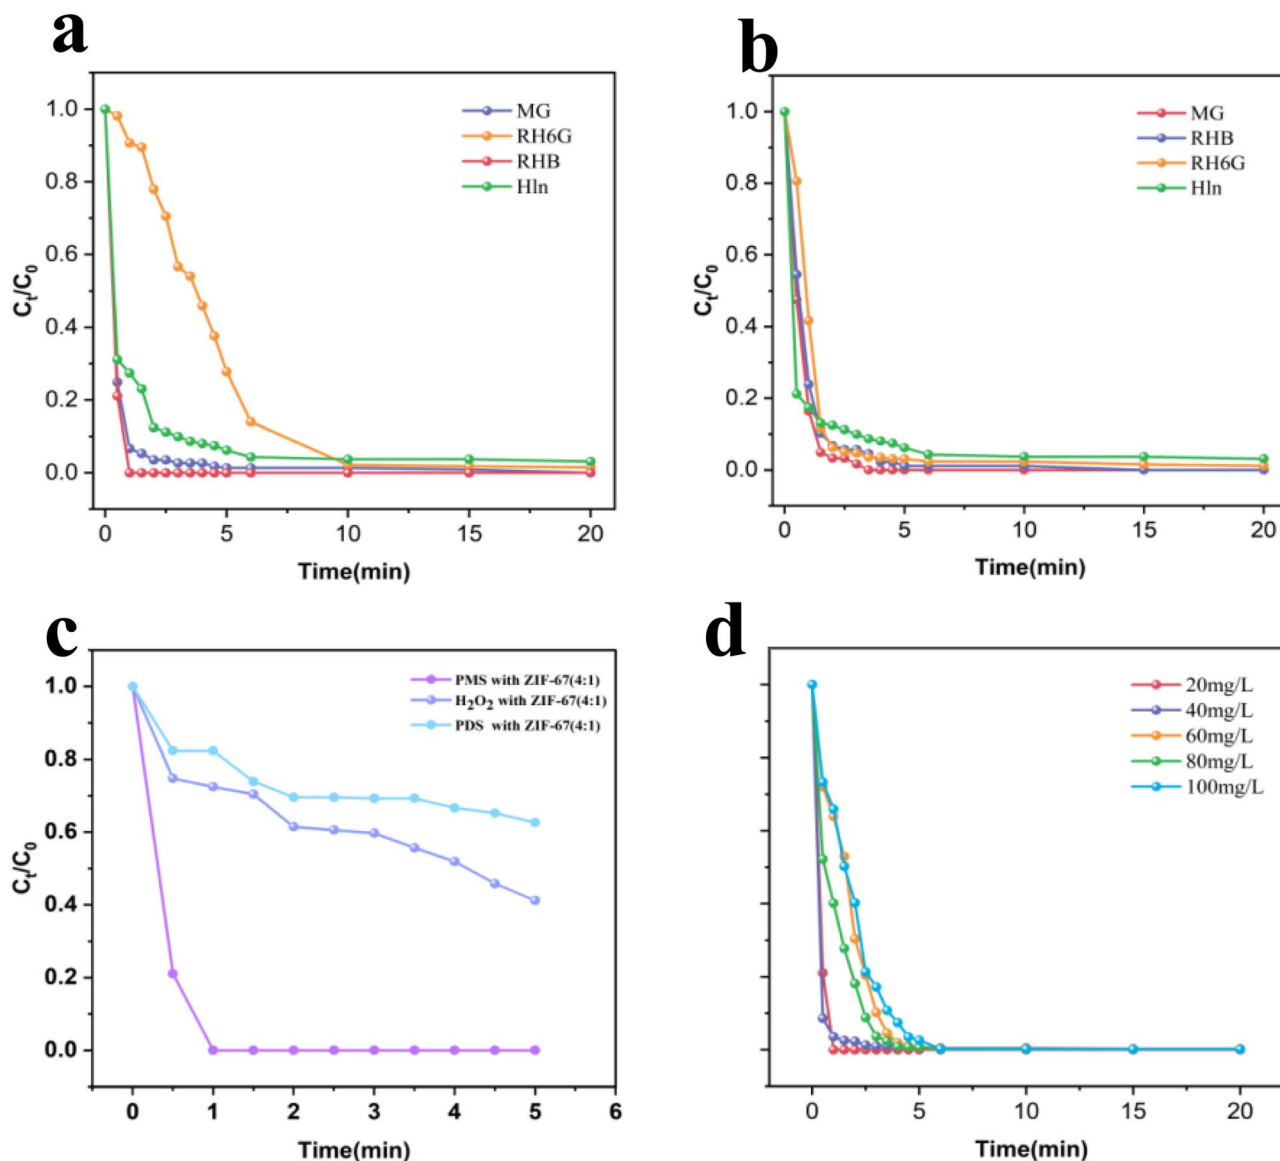 a
1.0
0.8
0.6
0.4
0.2
0.0
Ct/C0
MG
RH6G
RHB
Hln
0 5 10 15 20
Time(min)
b
1.0
0.8
0.6
0.4
0.2
0.0
Ct/C0
MG
RHB
RH6G
Hln
0 5 10 15 20
Time(min)
c
1.0
0.8
0.6
0.4
0.2
0.0
Ct/C0
PMS with ZIF-67(4:1)
H2O2 with ZIF-67(4:1)
PDS with ZIF-67(4:1)
0 1 2 3 4 5 6
Time(min)
d
20mg/L
40mg/L
60mg/L
80mg/L
100mg/L
0 5 10 15 20
Time(min)